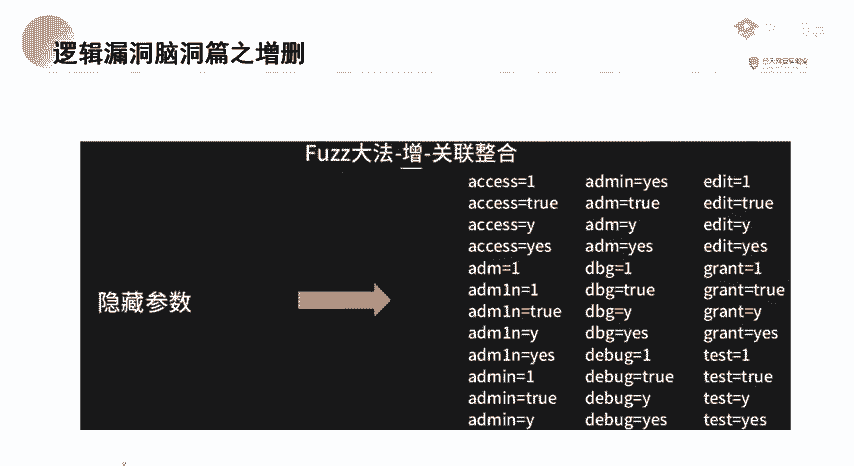 逻辑漏洞脑洞篇之增删
Fuzz大法-增-关联整合
隐藏参数
access=1 admin=yes edit=1
access=true adm=true edit=true
access=y adm=y edit=y
access=yes adm=yes edit=yes
adm=1 dbg=1 grant=1
adm1n=1 dbg=true grant=true
adm1n=true dbg=y grant=y
adm1n=y dbg=yes grant=yes
adm1n=yes debug=1 test=1
admin=1 debug=true test=true
admin=true debug=y test=y
admin=y debug=yes test=yes